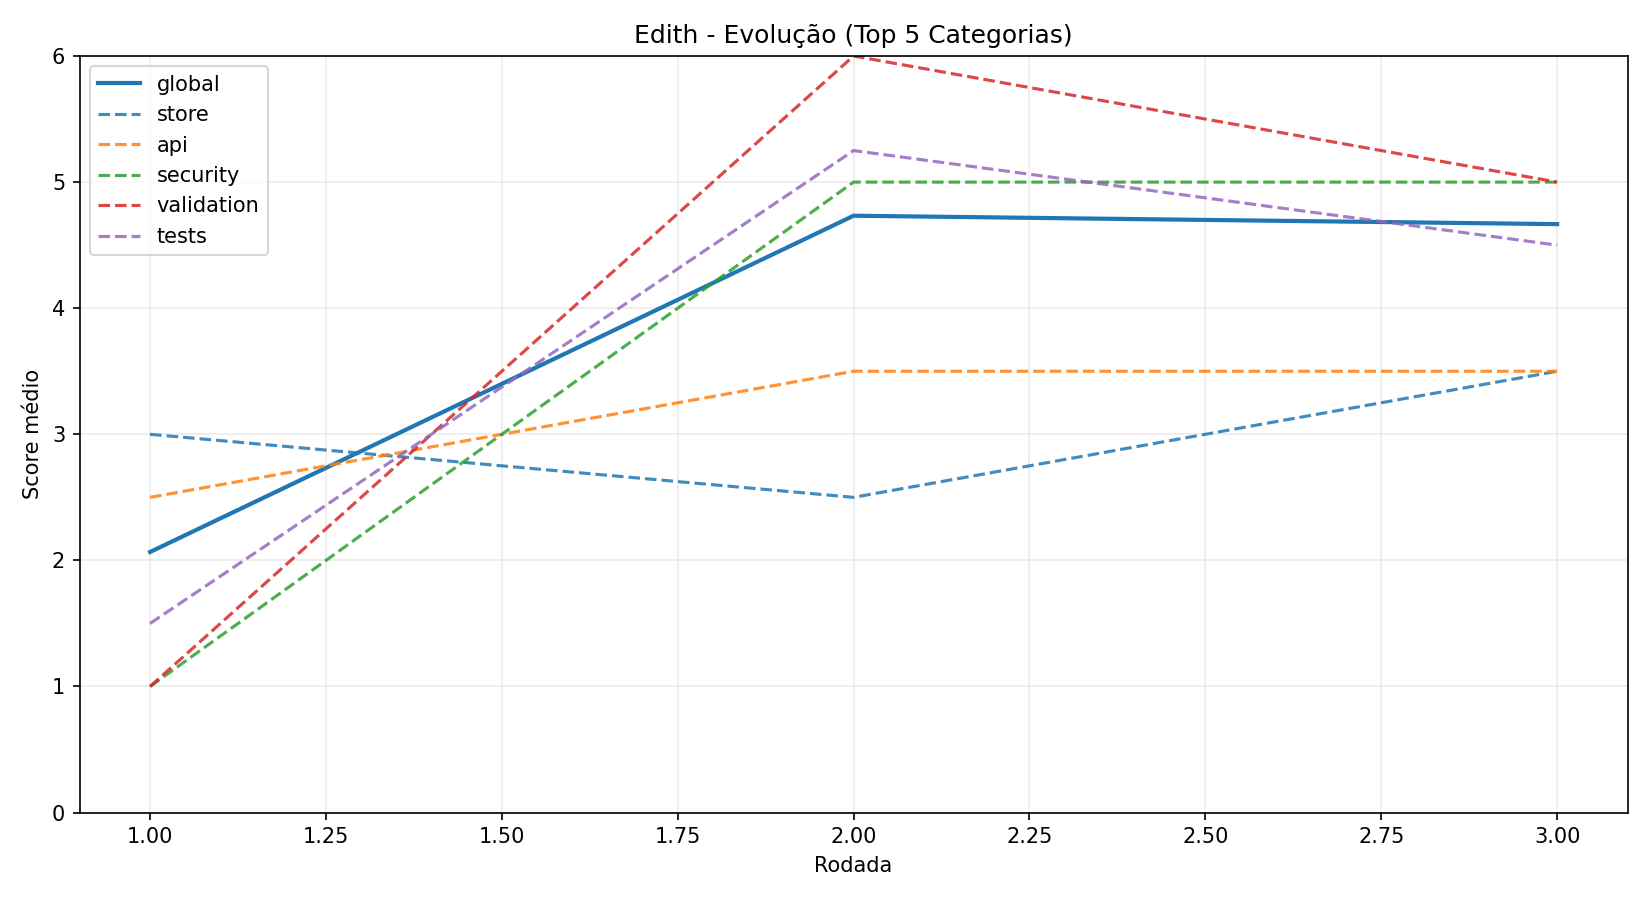 Edith - Evolução (Top 5 Categorias)
global
store
api
security
validation
tests
Score médio
6
5
4
3
2
1
0
1.00 1.25 1.50 1.75 2.00 2.25 2.50 2.75 3.00
Rodada